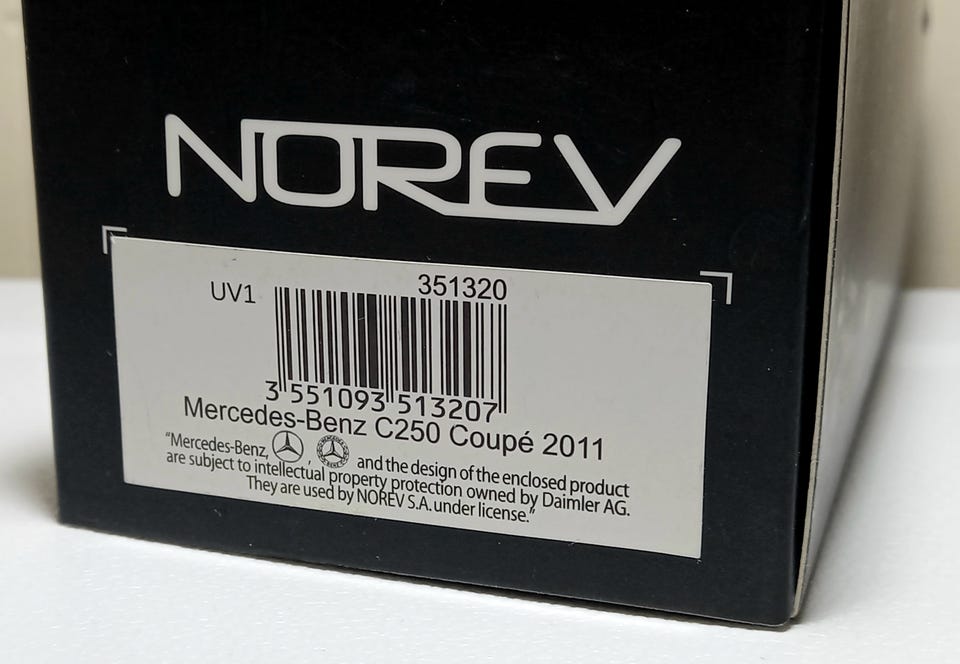 NOREV
UV1 351320
3 551093 513207
Mercedes-Benz C250 Coupé 2011
“Mercedes-Benz, , and the design of the enclosed product
are subject to intellectual property protection owned by Daimler AG.
They are used by NOREV S.A. under license.”